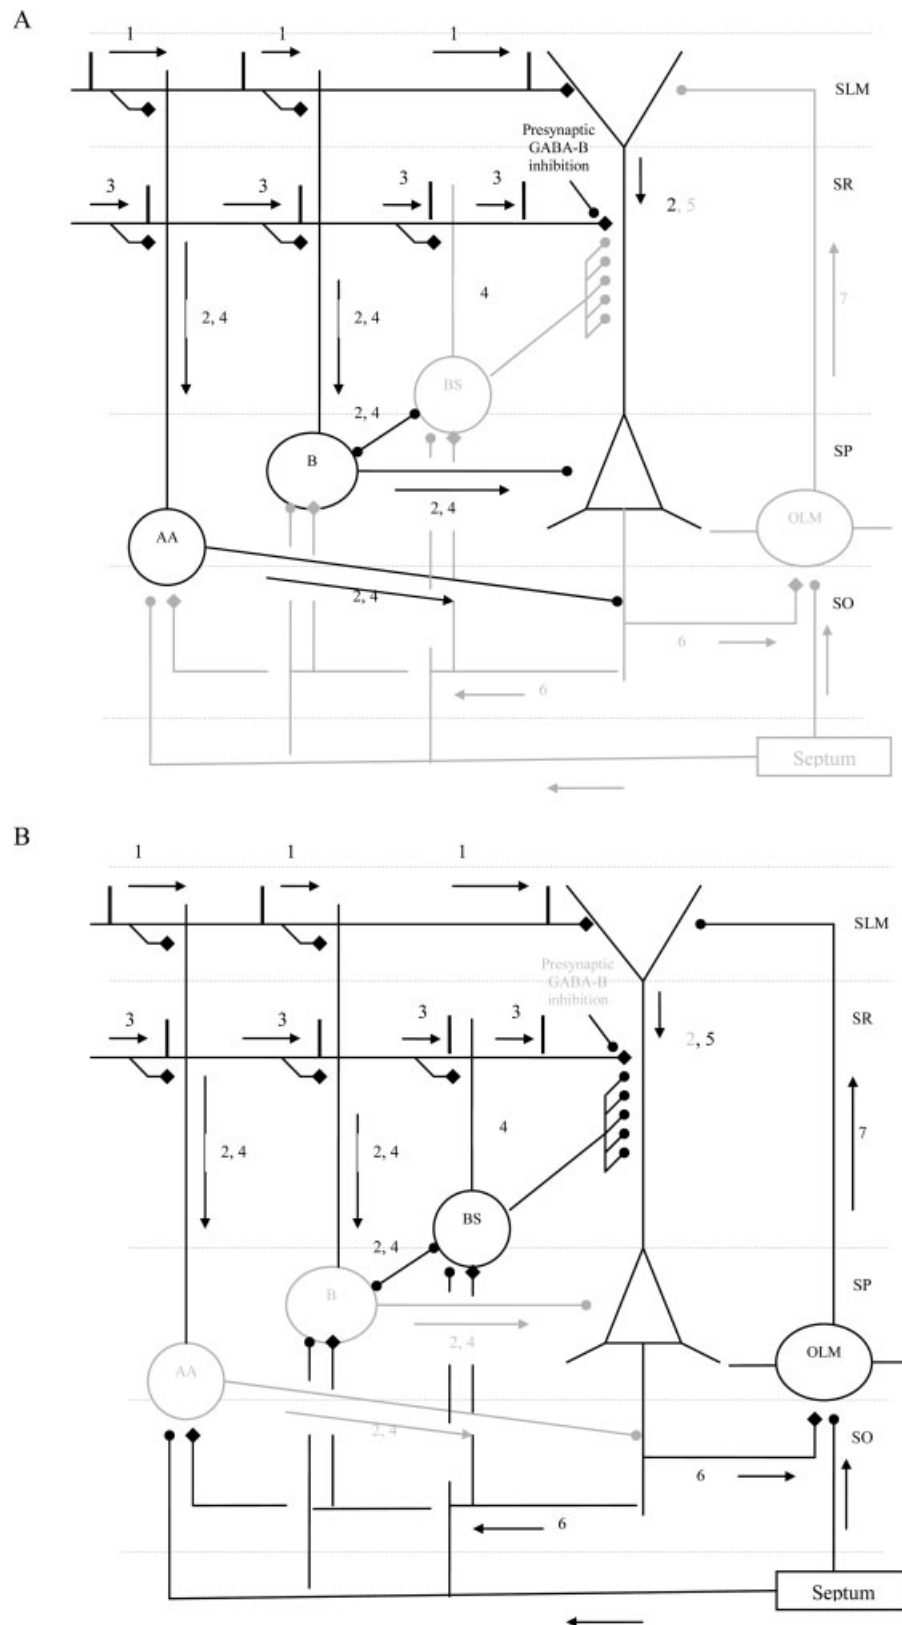 A
1 1 1
SLM
Presynaptic
GABA-B
inhibition
3 3 3 3
SR
2, 5
2, 4 2, 4 4 7
BS
2, 4
B
SP
2, 4
OLM
AA
2, 4
SO
6
6
Septum
B
1 1 1
SLM
Presynaptic
GABA-B
inhibition
3 3 3 3
SR
2, 5
2, 4 2, 4 4 7
BS
2, 4
B
SP
2, 4
OLM
AA
2, 4
SO
6
6
Septum